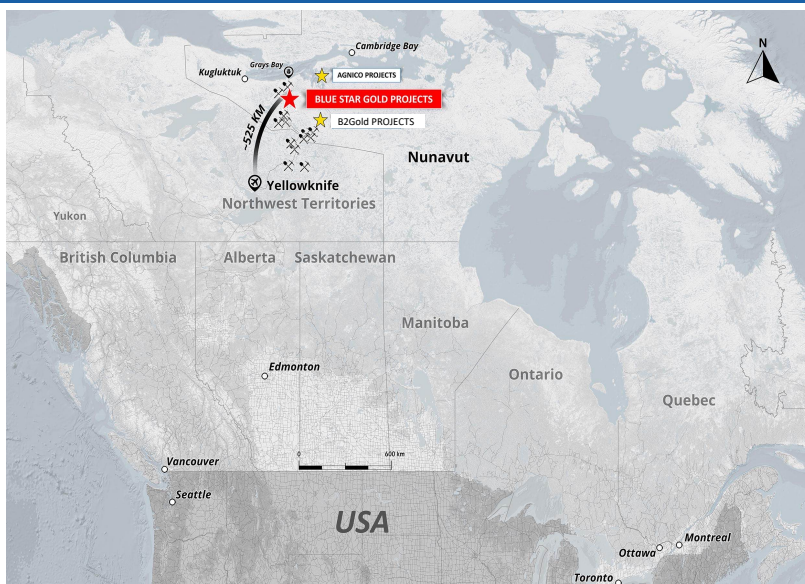 Cambridge Bay
N
Grays Bay
Kugluktuk
AGNICO PROJECTS
BLUE STAR GOLD PROJECTS
~525 KM
B2Gold PROJECTS
Nunavut
Yellowknife
Northwest Territories
Yukon
British Columbia
Alberta
Saskatchewan
Manitoba
Edmonton
Ontario
Quebec
0
600 km
Vancouver
Seattle
USA
Montreal
Ottawa
Toronto